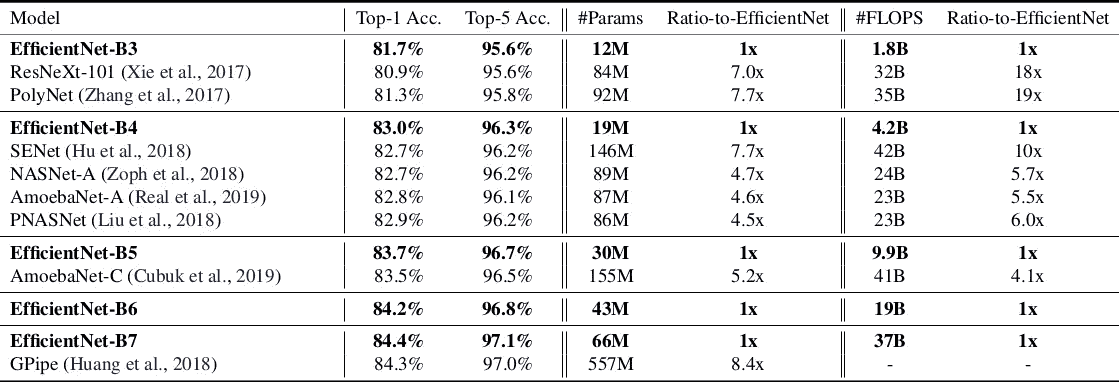 Model Top-1 Acc. Top-5 Acc. #Params Ratio-to-EfficientNet #FLOPS Ratio-to-EfficientNet
EfficientNet-B3 81.7% 95.6% 12M 1x 1.8B 1x
ResNeXt-101 (Xie et al., 2017) 80.9% 95.6% 84M 7.0x 32B 18x
PolyNet (Zhang et al., 2017) 81.3% 95.8% 92M 7.7x 35B 19x
EfficientNet-B4 83.0% 96.3% 19M 1x 4.2B 1x
SENet (Hu et al., 2018) 82.7% 96.2% 146M 7.7x 42B 10x
NASNet-A (Zoph et al., 2018) 82.7% 96.2% 89M 4.7x 24B 5.7x
AmoebaNet-A (Real et al., 2019) 82.8% 96.1% 87M 4.6x 23B 5.5x
PNASNet (Liu et al., 2018) 82.9% 96.2% 86M 4.5x 23B 6.0x
EfficientNet-B5 83.7% 96.7% 30M 1x 9.9B 1x
AmoebaNet-C (Cubuk et al., 2019) 83.5% 96.5% 155M 5.2x 41B 4.1x
EfficientNet-B6 84.2% 96.8% 43M 1x 19B 1x
EfficientNet-B7 84.4% 97.1% 66M 1x 37B 1x
GPipe (Huang et al., 2018) 84.3% 97.0% 557M 8.4x - -